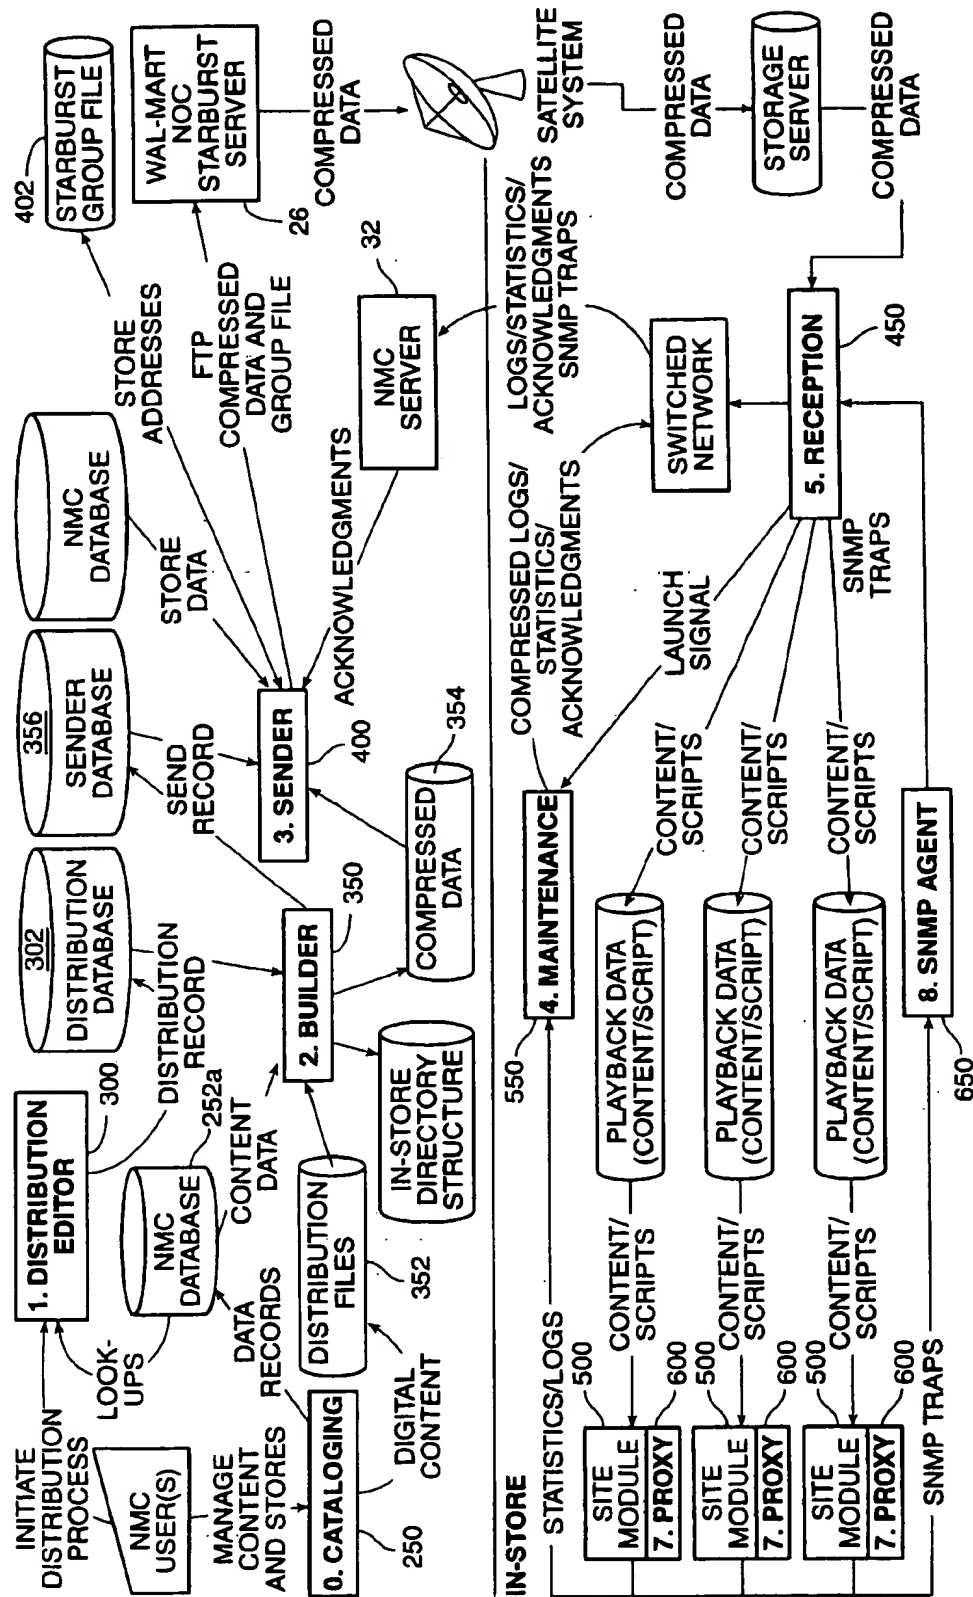 INITIATE
DISTRIBUTION
PROCESS
NMC
USER(S)
MANAGE
CONTENT
AND STORES
0. CATALOGING
250
LOOK-
UPS
1. DISTRIBUTION
EDITOR
300
NMC
DATABASE
252a
DATA
RECORDS
DIGITAL
CONTENT
DISTRIBUTION
FILES
352
CONTENT
DATA
DISTRIBUTION
RECORD
302
DISTRIBUTION
DATABASE
2. BUILDER
350
IN-STORE
DIRECTORY
STRUCTURE
COMPRESSED
DATA
354
356
SENDER
DATABASE
SEND
RECORD
3. SENDER
400
NMC
DATABASE
STORE
DATA
STORE
ADDRESSES
402
STARBURST
GROUP FILE
FTP
COMPRESSED
DATA AND
GROUP FILE
WAL-MART
NOC
STARBURST
SERVER
26
ACKNOWLEDGMENTS
NMC
SERVER
32
COMPRESSED
DATA
SATELLITE
SYSTEM
COMPRESSED
DATA
STORAGE
SERVER
COMPRESSED
DATA
IN-STORE
STATISTICS/LOGS
550
4. MAINTENANCE
COMPRESSED LOGS/
STATISTICS/
ACKNOWLEDGMENTS
LOGS/STATISTICS/
ACKNOWLEDGMENTS
SNMP TRAPS
SWITCHED
NETWORK
LAUNCH
SIGNAL
5. RECEPTION
450
SNMP
TRAPS
SITE
MODULE
7. PROXY
500
600
CONTENT/
SCRIPTS
PLAYBACK DATA
(CONTENT/SCRIPT)
CONTENT/
SCRIPTS
SITE
MODULE
7. PROXY
500
600
CONTENT/
SCRIPTS
PLAYBACK DATA
(CONTENT/SCRIPT)
CONTENT/
SCRIPTS
SITE
MODULE
7. PROXY
500
600
CONTENT/
SCRIPTS
PLAYBACK DATA
(CONTENT/SCRIPT)
CONTENT/
SCRIPTS
SNMP TRAPS
650
8. SNMP AGENT